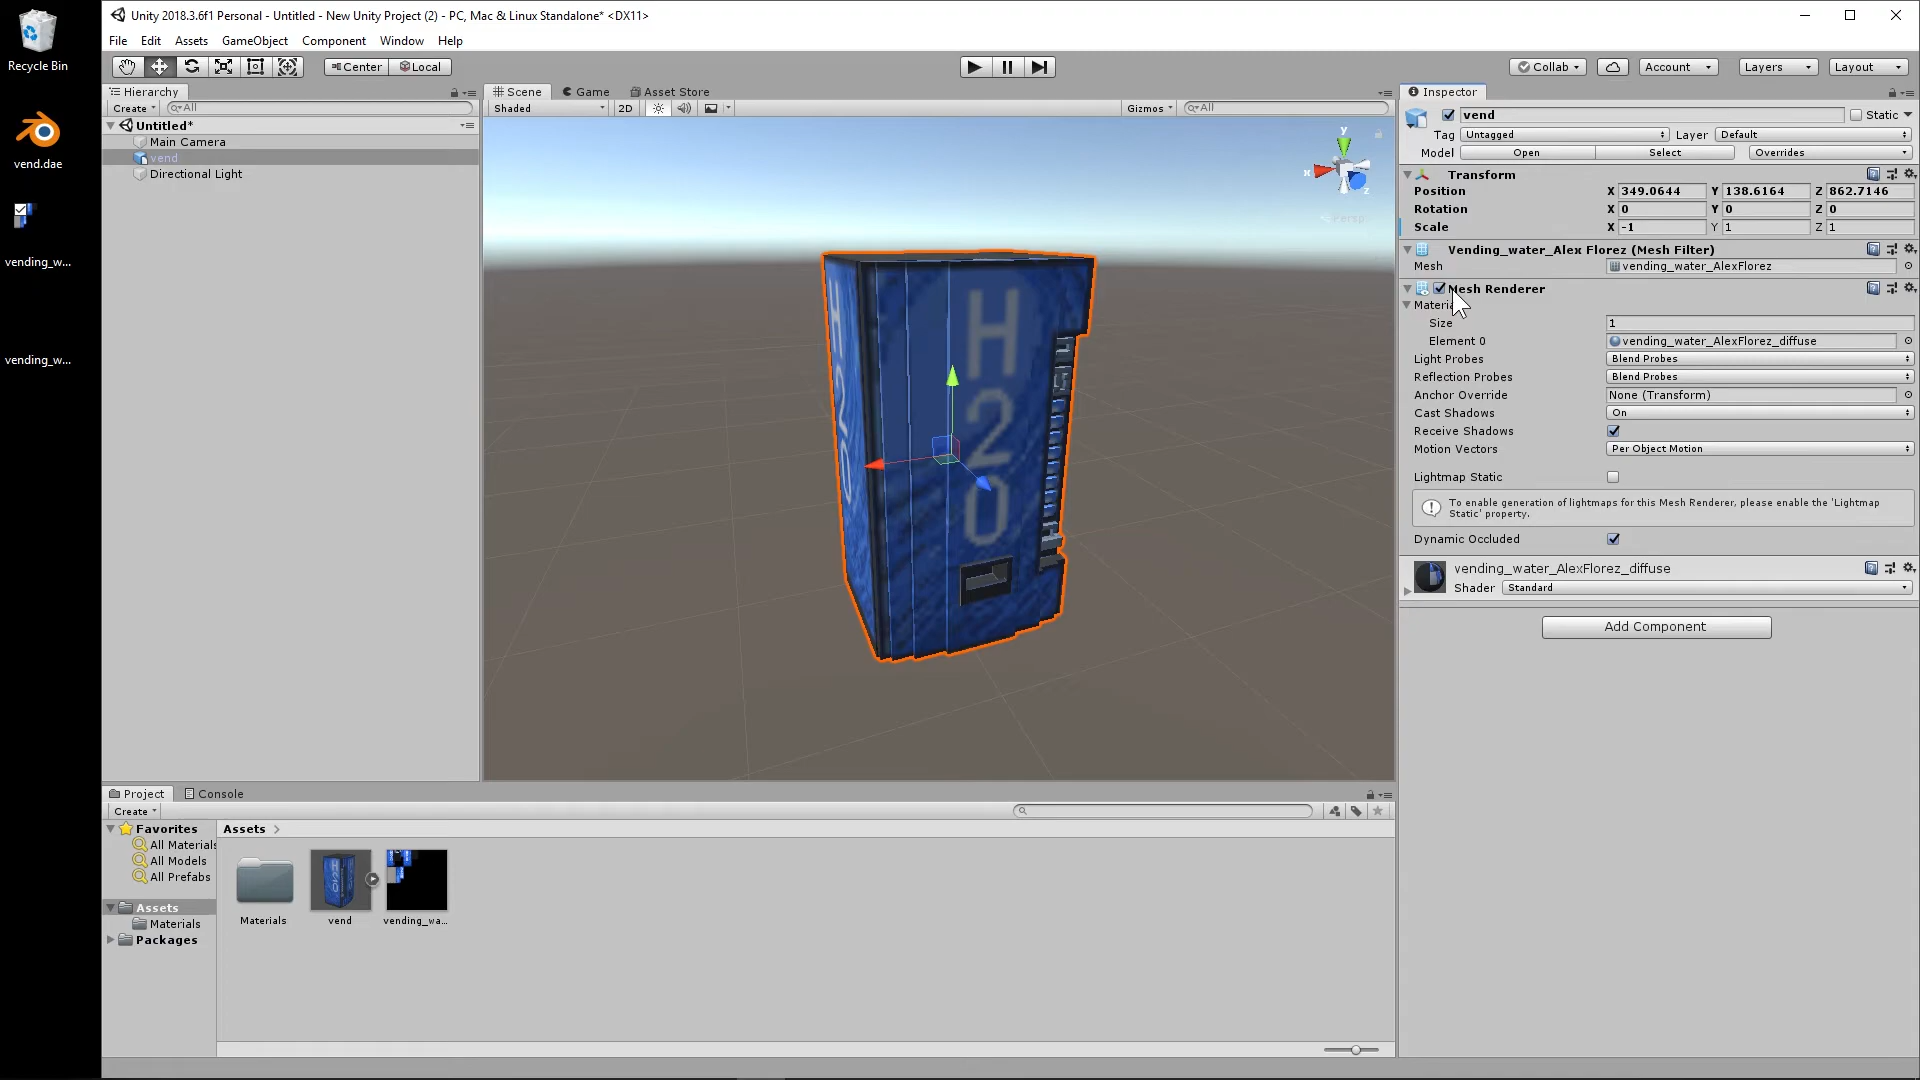 Unity 2018.3.6f1 Personal - Untitled - New Unity Project (2) - PC, Mac & Linux Standalone* <DX11>
Recycle Bin
File Edit Assets GameObject Component Window Help
Center Local
Collab Account Layers Layout
Hierarchy
Create All
Untitled*
Main Camera
vend
Directional Light
vend.dae
vending_w...
vending_w...
Scene Game Asset Store
Shaded 2D Gizmos All
y
x
z
Persp
H2O
H2O
Inspector
vend Static
Tag Untagged Layer Default
Model Open Select Overrides
Transform
Position X 349.0644 Y 138.6164 Z 862.7146
Rotation X 0 Y 0 Z 0
Scale X -1 Y 1 Z 1
Vending_water_Alex Florez (Mesh Filter)
Mesh vending_water_AlexFlorez
Mesh Renderer
Materia
Size 1
Element 0 vending_water_AlexFlorez_diffuse
Light Probes Blend Probes
Reflection Probes Blend Probes
Anchor Override None (Transform)
Cast Shadows On
Receive Shadows
Motion Vectors Per Object Motion
Lightmap Static
To enable generation of lightmaps for this Mesh Renderer, please enable the 'Lightmap
Static' property.
Dynamic Occluded
vending_water_AlexFlorez_diffuse
Shader Standard
Add Component
Project Console
Create
Favorites
All Materials
All Models
All Prefabs
Assets
Materials
Packages
Assets
Materials vend vending_wa...